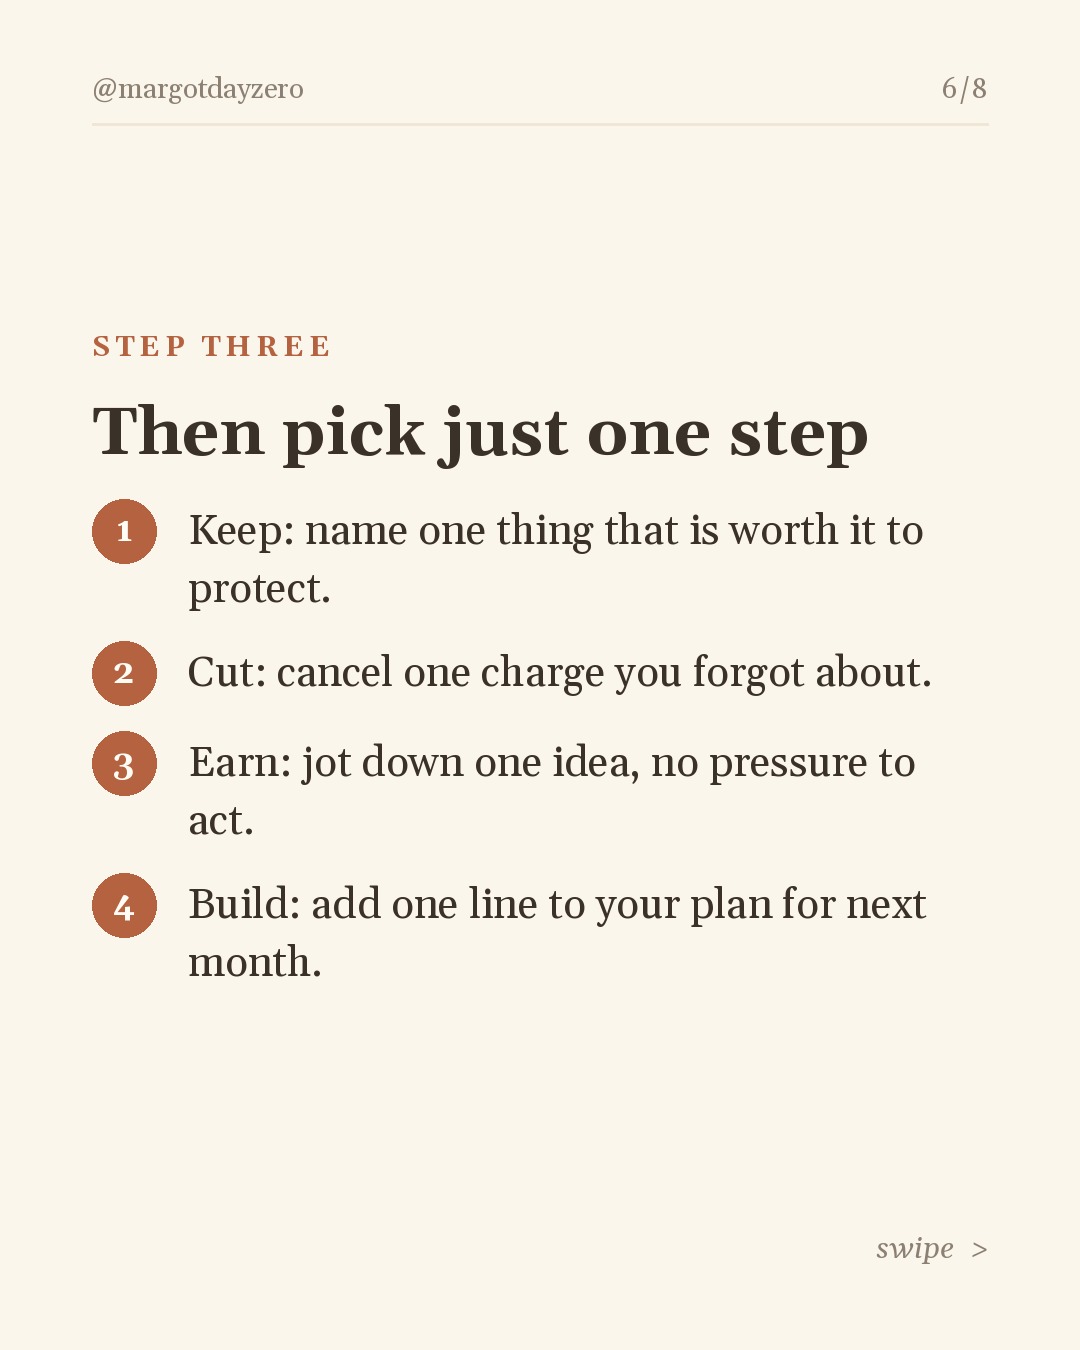 @margotdayzero
6/8
STEP THREE
Then pick just one step
1 Keep: name one thing that is worth it to
protect.
2 Cut: cancel one charge you forgot about.
3 Earn: jot down one idea, no pressure to
act.
4 Build: add one line to your plan for next
month.
swipe >